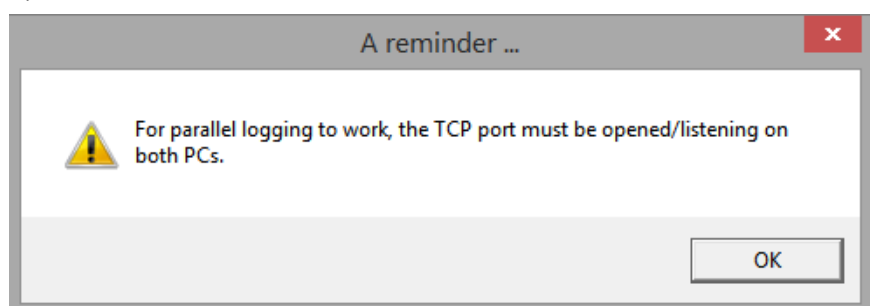 A reminder ...
For parallel logging to work, the TCP port must be opened/listening on
both PCs.
OK